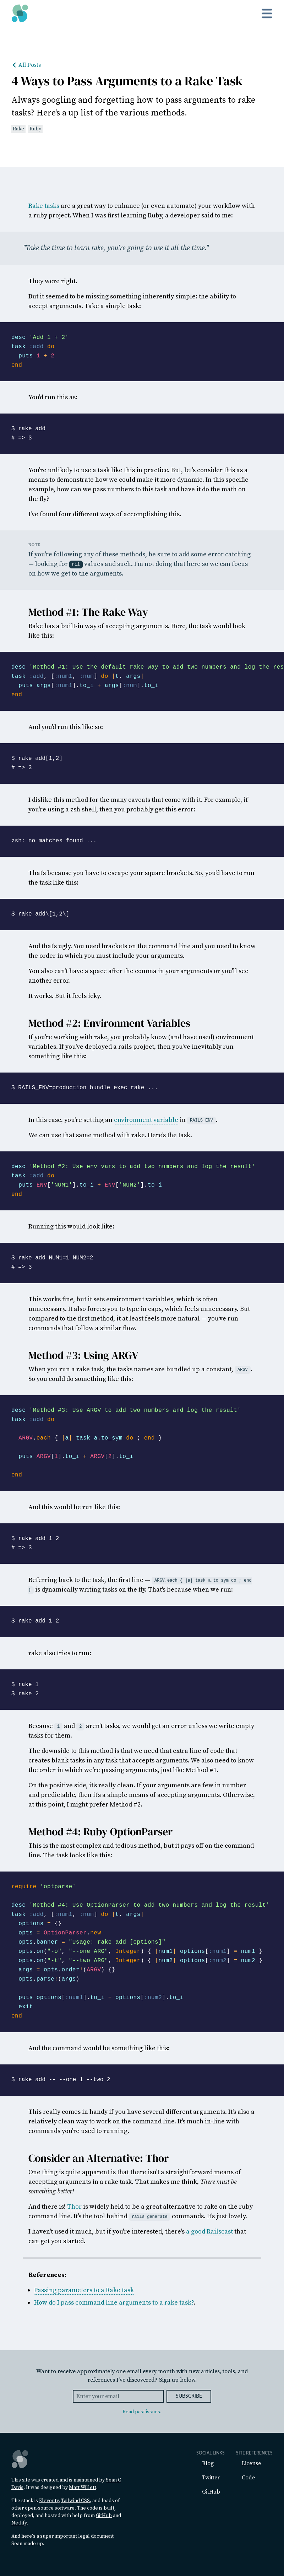 All Posts
4 Ways to Pass Arguments to a Rake Task
Always googling and forgetting how to pass arguments to rake
tasks? Here's a up list of the various methods.
Rake Ruby
Rake tasks are a great way to enhance (or even automate) your workflow with
a ruby project. When I was first learning Ruby, a developer said to me:
"Take the time to learn rake, you're going to use it all the time."
They were right.
But it seemed to be missing something inherently simple: the ability to
accept arguments. Take a simple task:
desc 'Add 1 + 2'
task :add do
  puts 1 + 2
end
You'd run this as:
$ rake add
# => 3
You're unlikely to use a task like this in practice. But, let's consider this as a
means to demonstrate how we could make it more dynamic. In this specific
example, how can we pass numbers to this task and have it do the math on
the fly?
I've found four different ways of accomplishing this.
NOTE
If you're following any of these methods, be sure to add some error catching
— looking for nil values and such. I'm not doing that here so we can focus
on how we get to the arguments.
Method #1: The Rake Way
Rake has a built-in way of accepting arguments. Here, the task would look
like this:
desc 'Method #1: Use the default rake way to add two numbers and log the res
task :add, [:num1, :num] do |t, args|
  puts args[:num1].to_i + args[:num].to_i
end
And you'd run this like so:
$ rake add[1,2]
# => 3
I dislike this method for the many caveats that come with it. For example, if
you're using a zsh shell, then you probably get this error:
zsh: no matches found ...
That's because you have to escape your square brackets. So, you'd have to run
the task like this:
$ rake add\[1,2\]
And that's ugly. You need brackets on the command line and you need to know
the order in which you must include your arguments.
You also can't have a space after the comma in your arguments or you'll see
another error.
It works. But it feels icky.
Method #2: Environment Variables
If you're working with rake, you probably know (and have used) environment
variables. If you've deployed a rails project, then you've inevitably run
something like this:
$ RAILS_ENV=production bundle exec rake ...
In this case, you're setting an environment variable in RAILS_ENV .
We can use that same method with rake. Here's the task.
desc 'Method #2: Use env vars to add two numbers and log the result'
task :add do
  puts ENV['NUM1'].to_i + ENV['NUM2'].to_i
end
Running this would look like:
$ rake add NUM1=1 NUM2=2
# => 3
This works fine, but it sets environment variables, which is often
unnecessary. It also forces you to type in caps, which feels unnecessary. But
compared to the first method, it at least feels more natural — you've run
commands that follow a similar flow.
Method #3: Using ARGV
When you run a rake task, the tasks names are bundled up a constant, ARGV .
So you could do something like this:
desc 'Method #3: Use ARGV to add two numbers and log the result'
task :add do
  ARGV.each { |a| task a.to_sym do ; end }
  puts ARGV[1].to_i + ARGV[2].to_i
end
And this would be run like this:
$ rake add 1 2
# => 3
Referring back to the task, the first line — ARGV.each { |a| task a.to_sym do ; end
} is dynamically writing tasks on the fly. That's because when we run:
$ rake add 1 2
rake also tries to run:
$ rake 1
$ rake 2
Because 1 and 2 aren't tasks, we would get an error unless we write empty
tasks for them.
The downside to this method is that we need that extra line of code that
creates blank tasks in any task that accepts arguments. We also need to know
the order in which we're passing arguments, just like Method #1.
On the positive side, it's really clean. If your arguments are few in number
and predictable, then it's a simple means of accepting arguments. Otherwise,
at this point, I might prefer Method #2.
Method #4: Ruby OptionParser
This is the most complex and tedious method, but it pays off on the command
line. The task looks like this:
require 'optparse'
desc 'Method #4: Use OptionParser to add two numbers and log the result'
task :add, [:num1, :num] do |t, args|
  options = {}
  opts = OptionParser.new
  opts.banner = "Usage: rake add [options]"
  opts.on("-o", "--one ARG", Integer) { |num1| options[:num1] = num1 }
  opts.on("-t", "--two ARG", Integer) { |num2| options[:num2] = num2 }
  args = opts.order!(ARGV) {}
  opts.parse!(args)
  puts options[:num1].to_i + options[:num2].to_i
  exit
end
And the command would be something like this:
$ rake add -- --one 1 --two 2
This really comes in handy if you have several different arguments. It's also a
relatively clean way to work on the command line. It's much in-line with
commands you're used to running.
Consider an Alternative: Thor
One thing is quite apparent is that there isn't a straightforward means of
accepting arguments in a rake task. That makes me think, There must be
something better!
And there is! Thor is widely held to be a great alternative to rake on the ruby
command line. It's the tool behind rails generate commands. It's just lovely.
I haven't used it much, but if you're interested, there's a good Railscast that
can get you started.
References:
Passing parameters to a Rake task
How do I pass command line arguments to a rake task?.
Want to receive approximately one email every month with new articles, tools, and
references I've discovered? Sign up below.
Enter your email SUBSCRIBE
Read past issues.
This site was created and is maintained by Sean C
Davis. It was designed by Matt Willett.
The stack is Eleventy, Tailwind CSS, and loads of
other open-source software. The code is built,
deployed, and hosted with help from GitHub and
Netlify.
And here's a super important legal document
Sean made up.
SOCIAL LINKS
Blog
Twitter
GitHub
SITE REFERENCES
License
Code